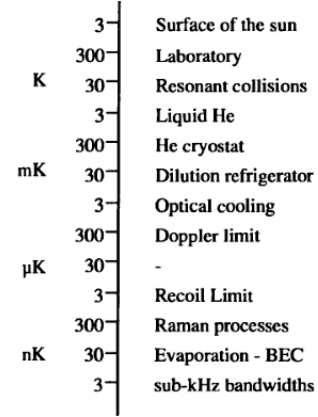 3 Surface of the sun
300 Laboratory
K 30 Resonant collisions
3 Liquid He
300 He cryostat
mK 30 Dilution refrigerator
3 Optical cooling
300 Doppler limit
μK 30 -
3 Recoil Limit
300 Raman processes
nK 30 Evaporation - BEC
3 sub-kHz bandwidths